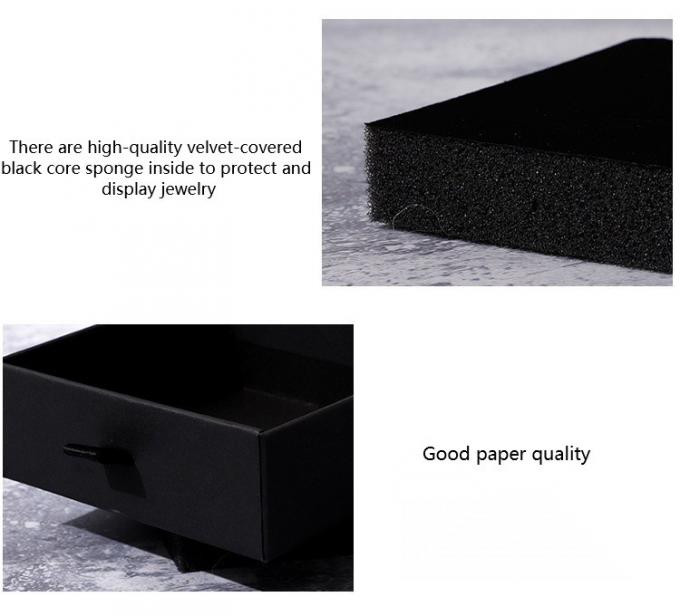 There are high-quality velvet-covered
black core sponge inside to protect and
display jewelry
Good paper quality